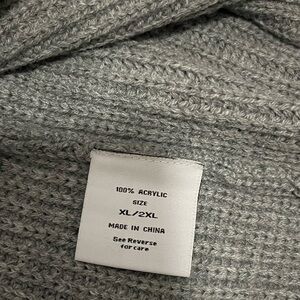 100% ACRYLIC
SIZE
XL/2XL
MADE IN CHINA
See Reverse
for care